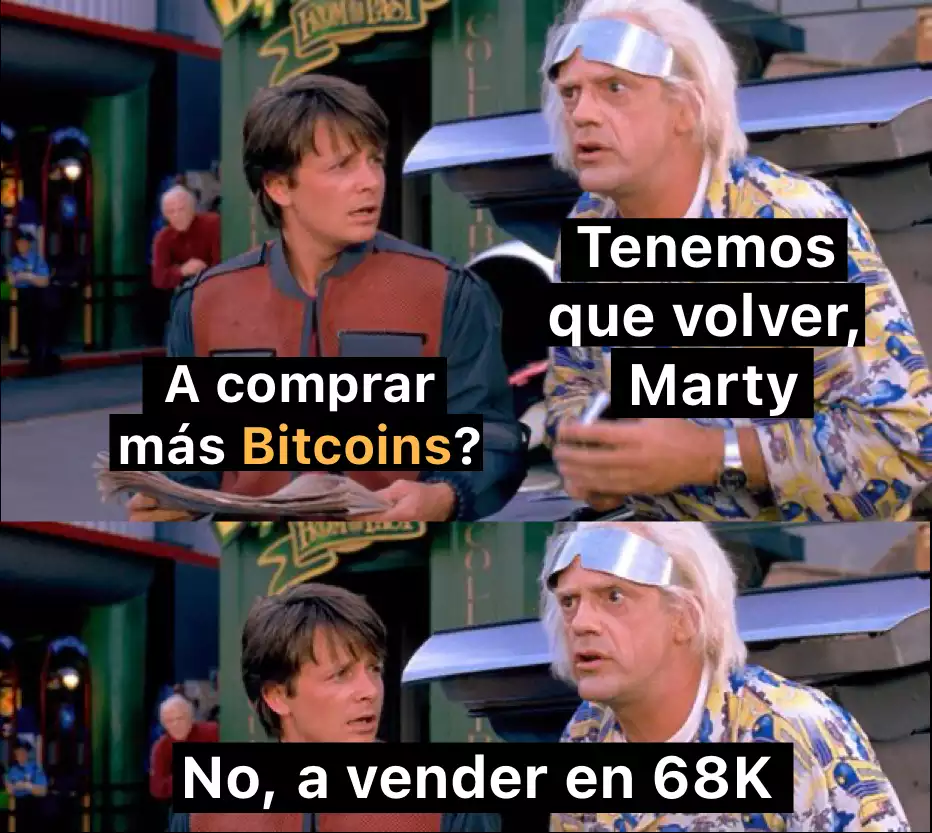 Tenemos
que volver,
Marty
A comprar
más Bitcoins?
No, a vender en 68K